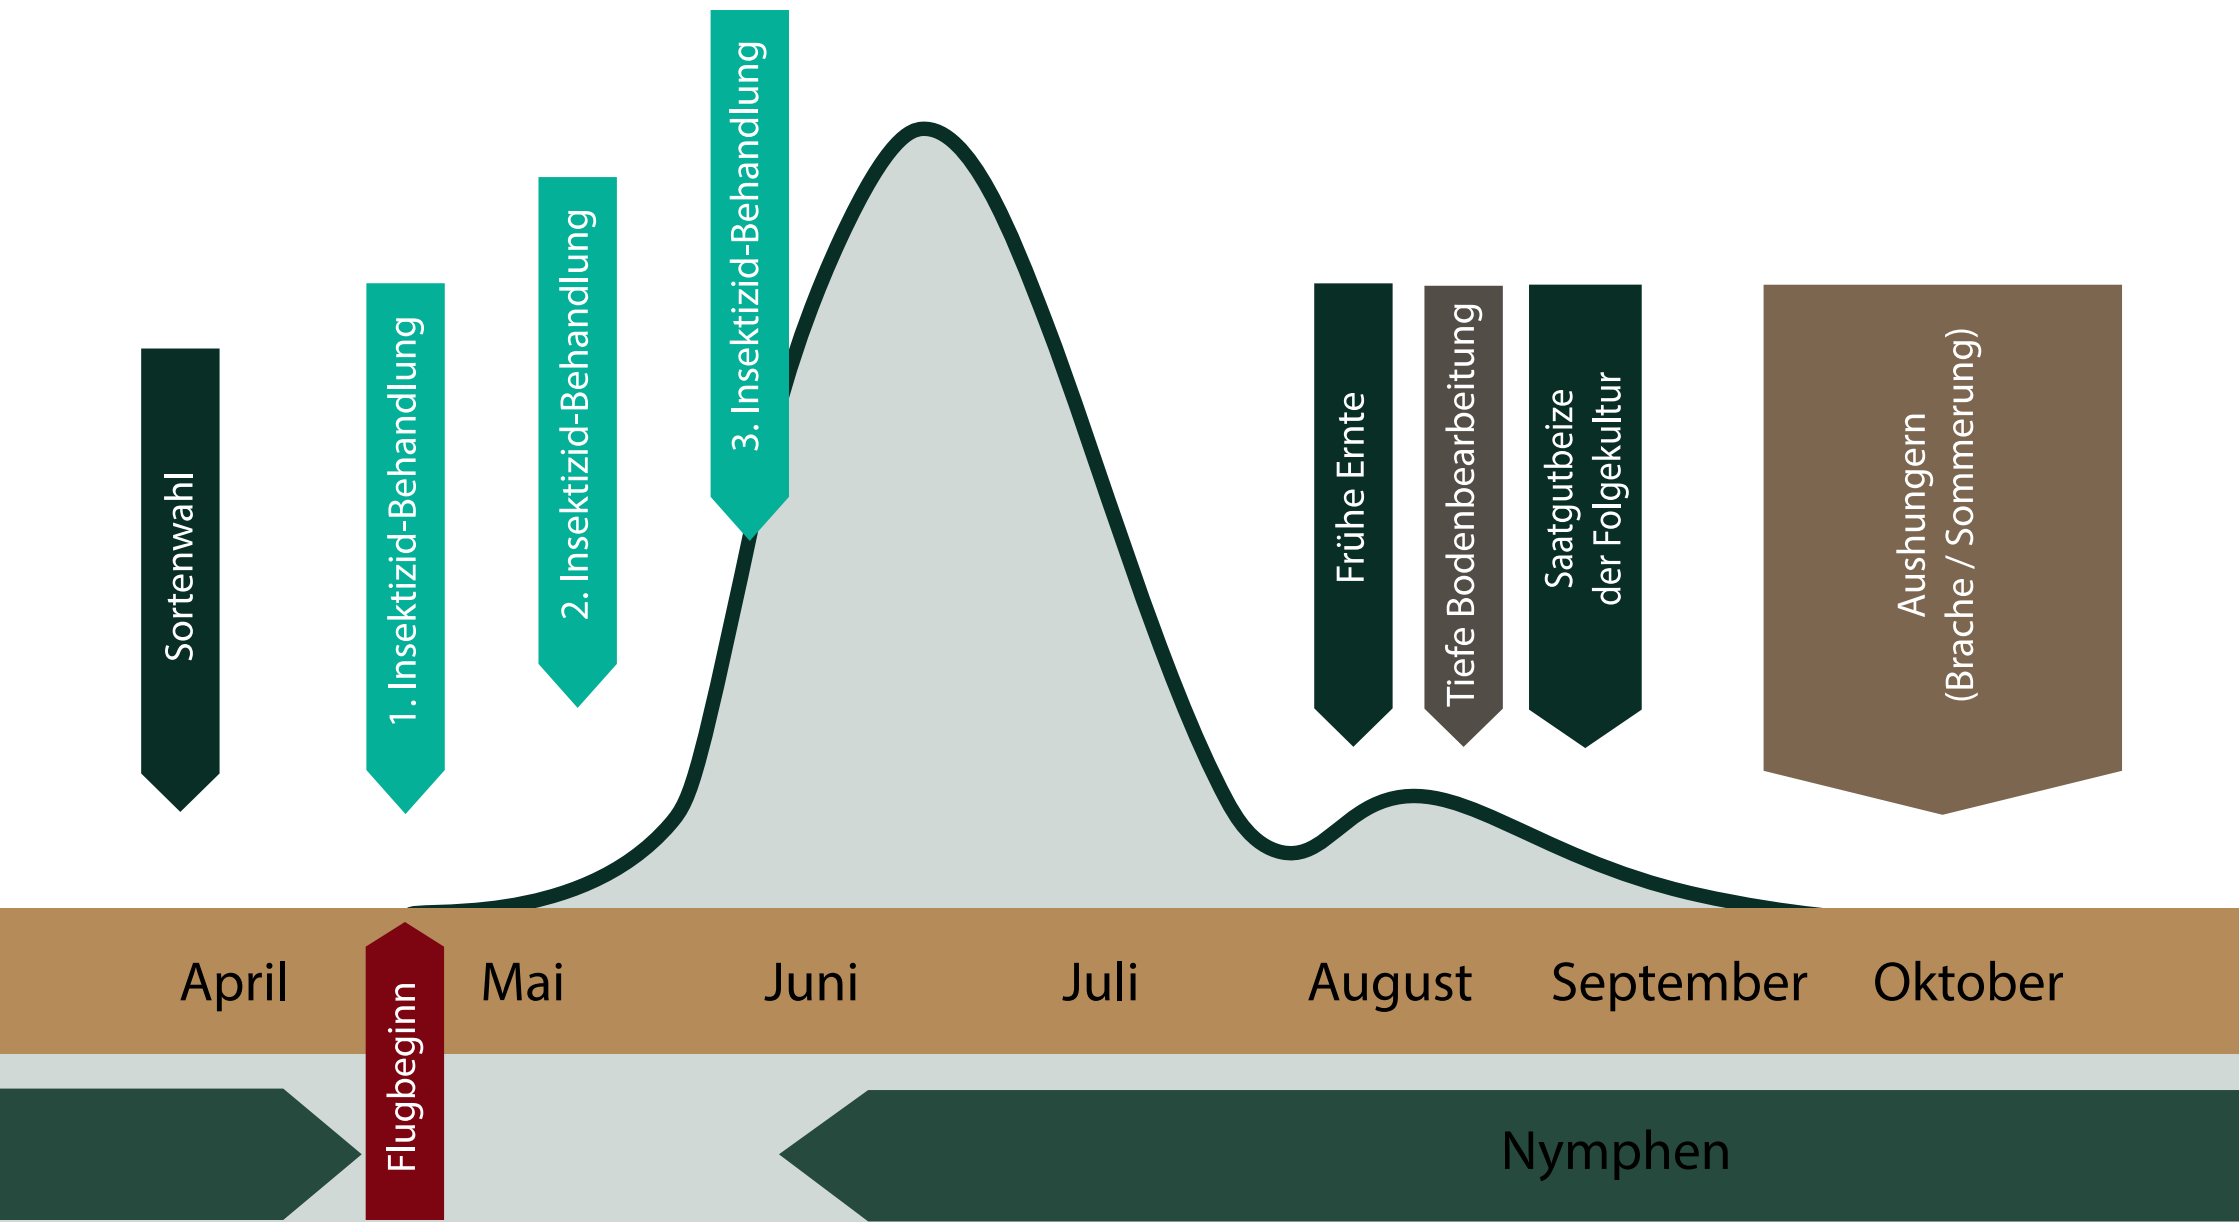 Sortenwahl
1. Insektizid-Behandlung
2. Insektizid-Behandlung
3. Insektizid-Behandlung
Frühe Ernte
Tiefe Bodenbearbeitung
Saatgutbeize
der Folgekultur
Aushungern
(Brache / Sommerung)
April
Mai
Juni
Juli
August
September
Oktober
Flugbeginn
Nymphen